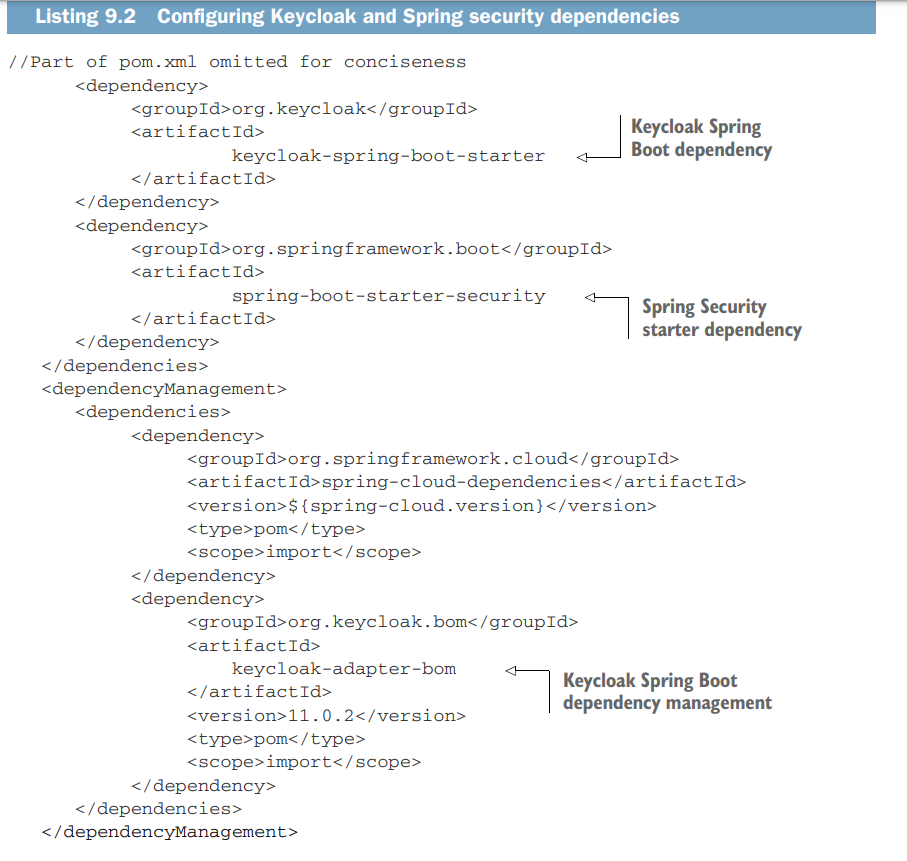 Listing 9.2 Configuring Keycloak and Spring security dependencies
//Part of pom.xml omitted for conciseness
<dependency>
<groupId>org.keycloak</groupId>
<artifactId>
keycloak-spring-boot-starter
</artifactId>
</dependency>
Keycloak Spring
Boot dependency
<dependency>
<groupId>org.springframework.boot</groupId>
<artifactId>
spring-boot-starter-security
</artifactId>
</dependency>
Spring Security
starter dependency
</dependencies>
<dependencyManagement>
<dependencies>
<dependency>
<groupId>org.springframework.cloud</groupId>
<artifactId>spring-cloud-dependencies</artifactId>
<version>${spring-cloud.version}</version>
<type>pom</type>
<scope>import</scope>
</dependency>
<dependency>
<groupId>org.keycloak.bom</groupId>
<artifactId>
keycloak-adapter-bom
</artifactId>
<version>11.0.2</version>
<type>pom</type>
<scope>import</scope>
</dependency>
Keycloak Spring Boot
dependency management
</dependencies>
</dependencyManagement>